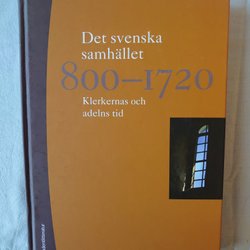 Det svenska
samhället
800–1720
Klerkernas och
adelns tid